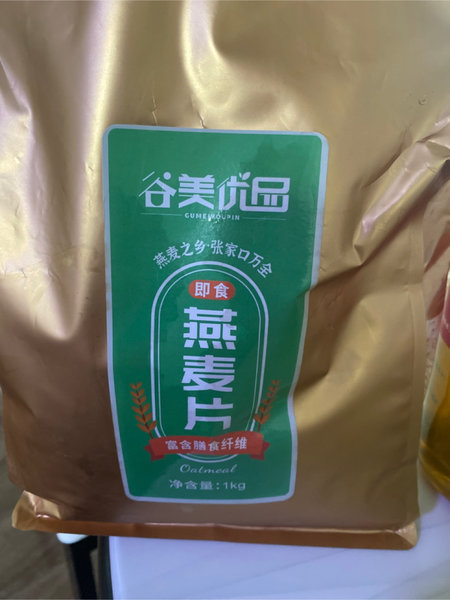 谷美优品
GUMEIYOUPIN
燕麦之乡·张家口万全
即食
燕麦片
富含膳食纤维
Oatmeal
净含量:1kg